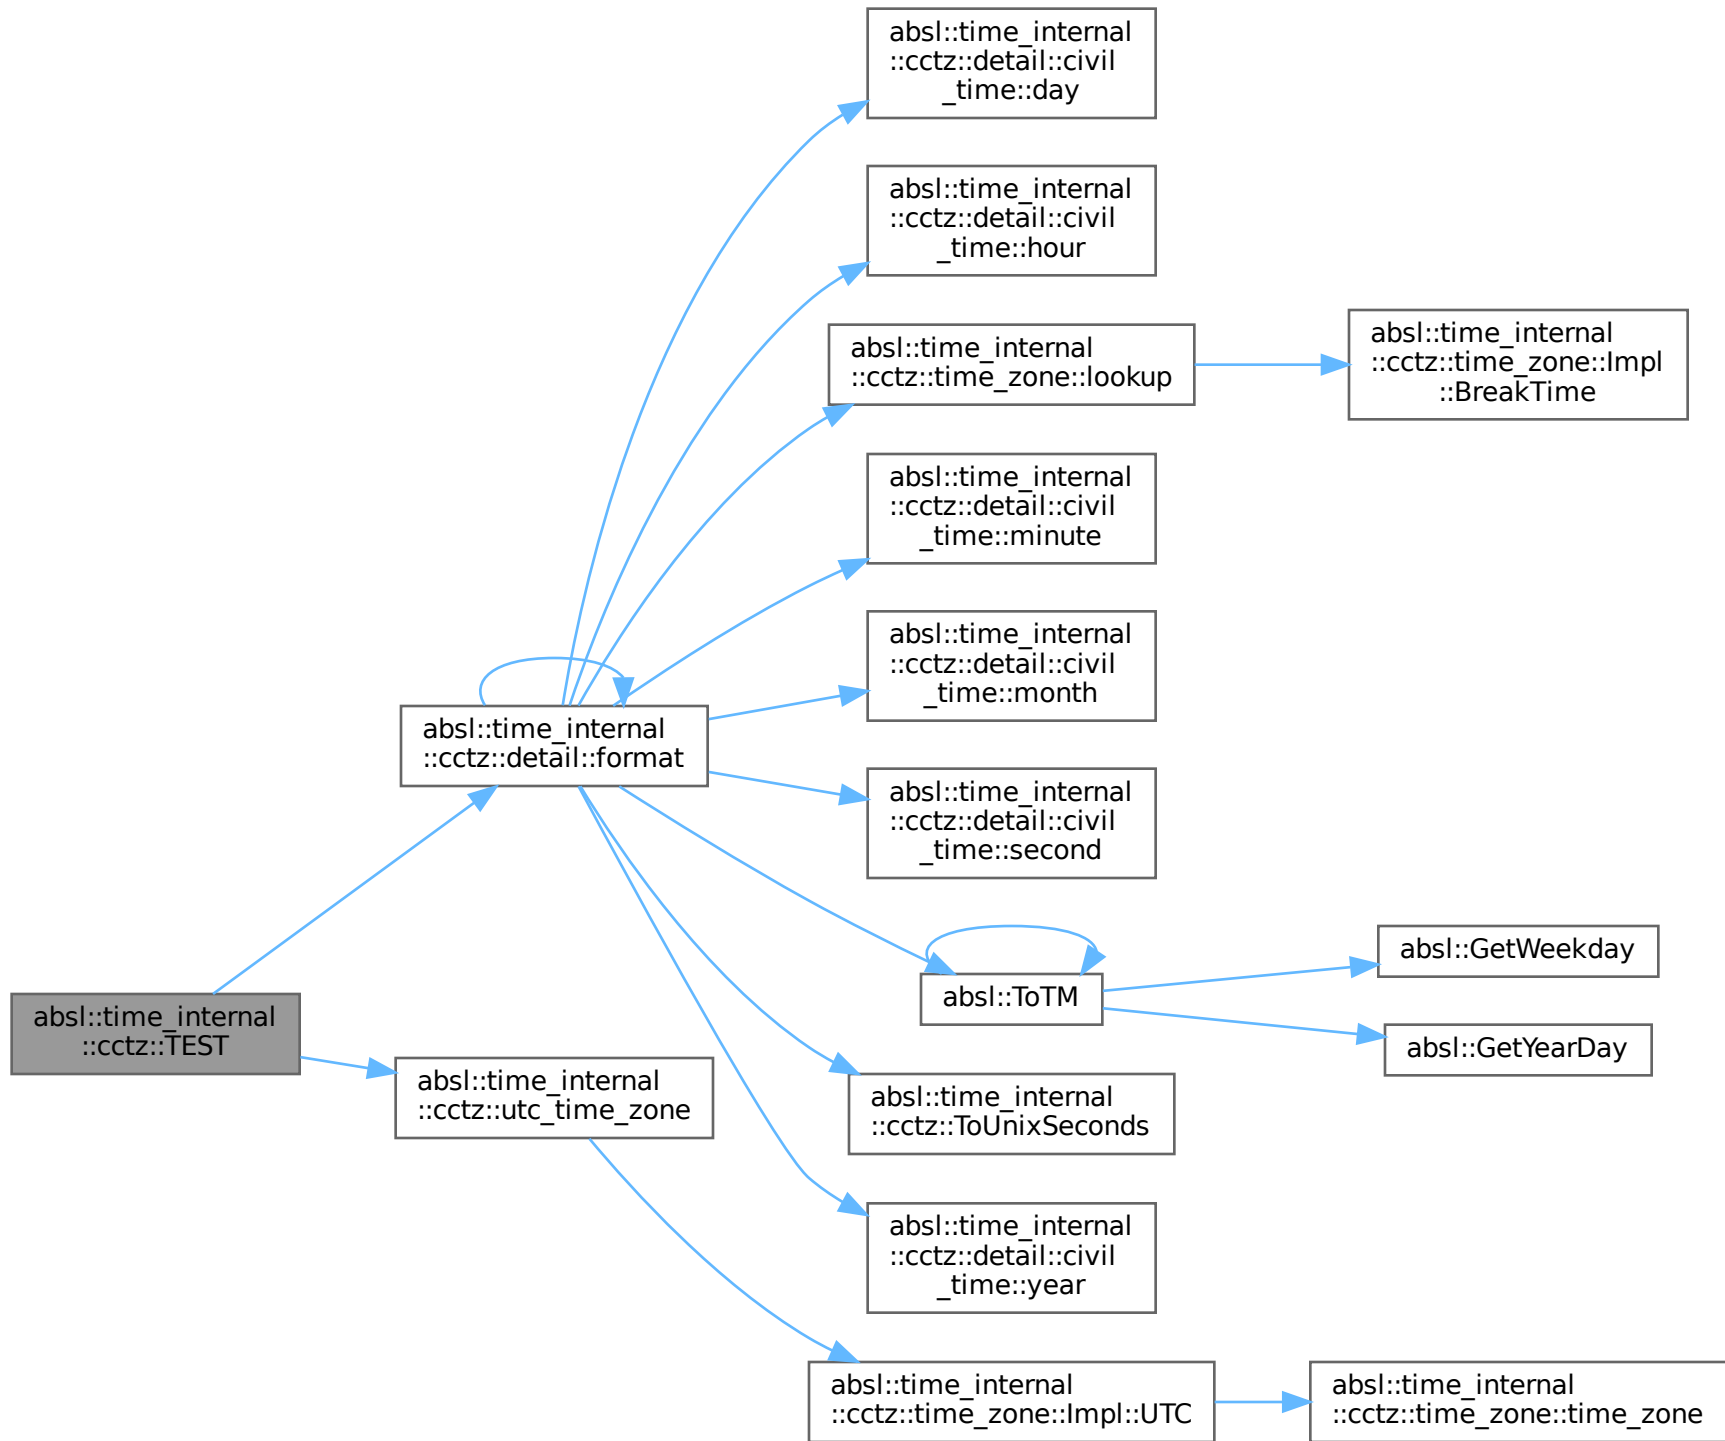 absl::time_internal
::cctz::detail::civil
_time::day
absl::time_internal
::cctz::detail::civil
_time::hour
absl::time_internal
::cctz::time_zone::lookup
absl::time_internal
::cctz::time_zone::Impl
::BreakTime
absl::time_internal
::cctz::detail::civil
_time::minute
absl::time_internal
::cctz::detail::civil
_time::month
absl::time_internal
::cctz::detail::format
absl::time_internal
::cctz::detail::civil
_time::second
absl::GetWeekday
absl::ToTM
absl::GetYearDay
absl::time_internal
::cctz::TEST
absl::time_internal
::cctz::utc_time_zone
absl::time_internal
::cctz::ToUnixSeconds
absl::time_internal
::cctz::detail::civil
_time::year
absl::time_internal
::cctz::time_zone::Impl::UTC
absl::time_internal
::cctz::time_zone::time_zone